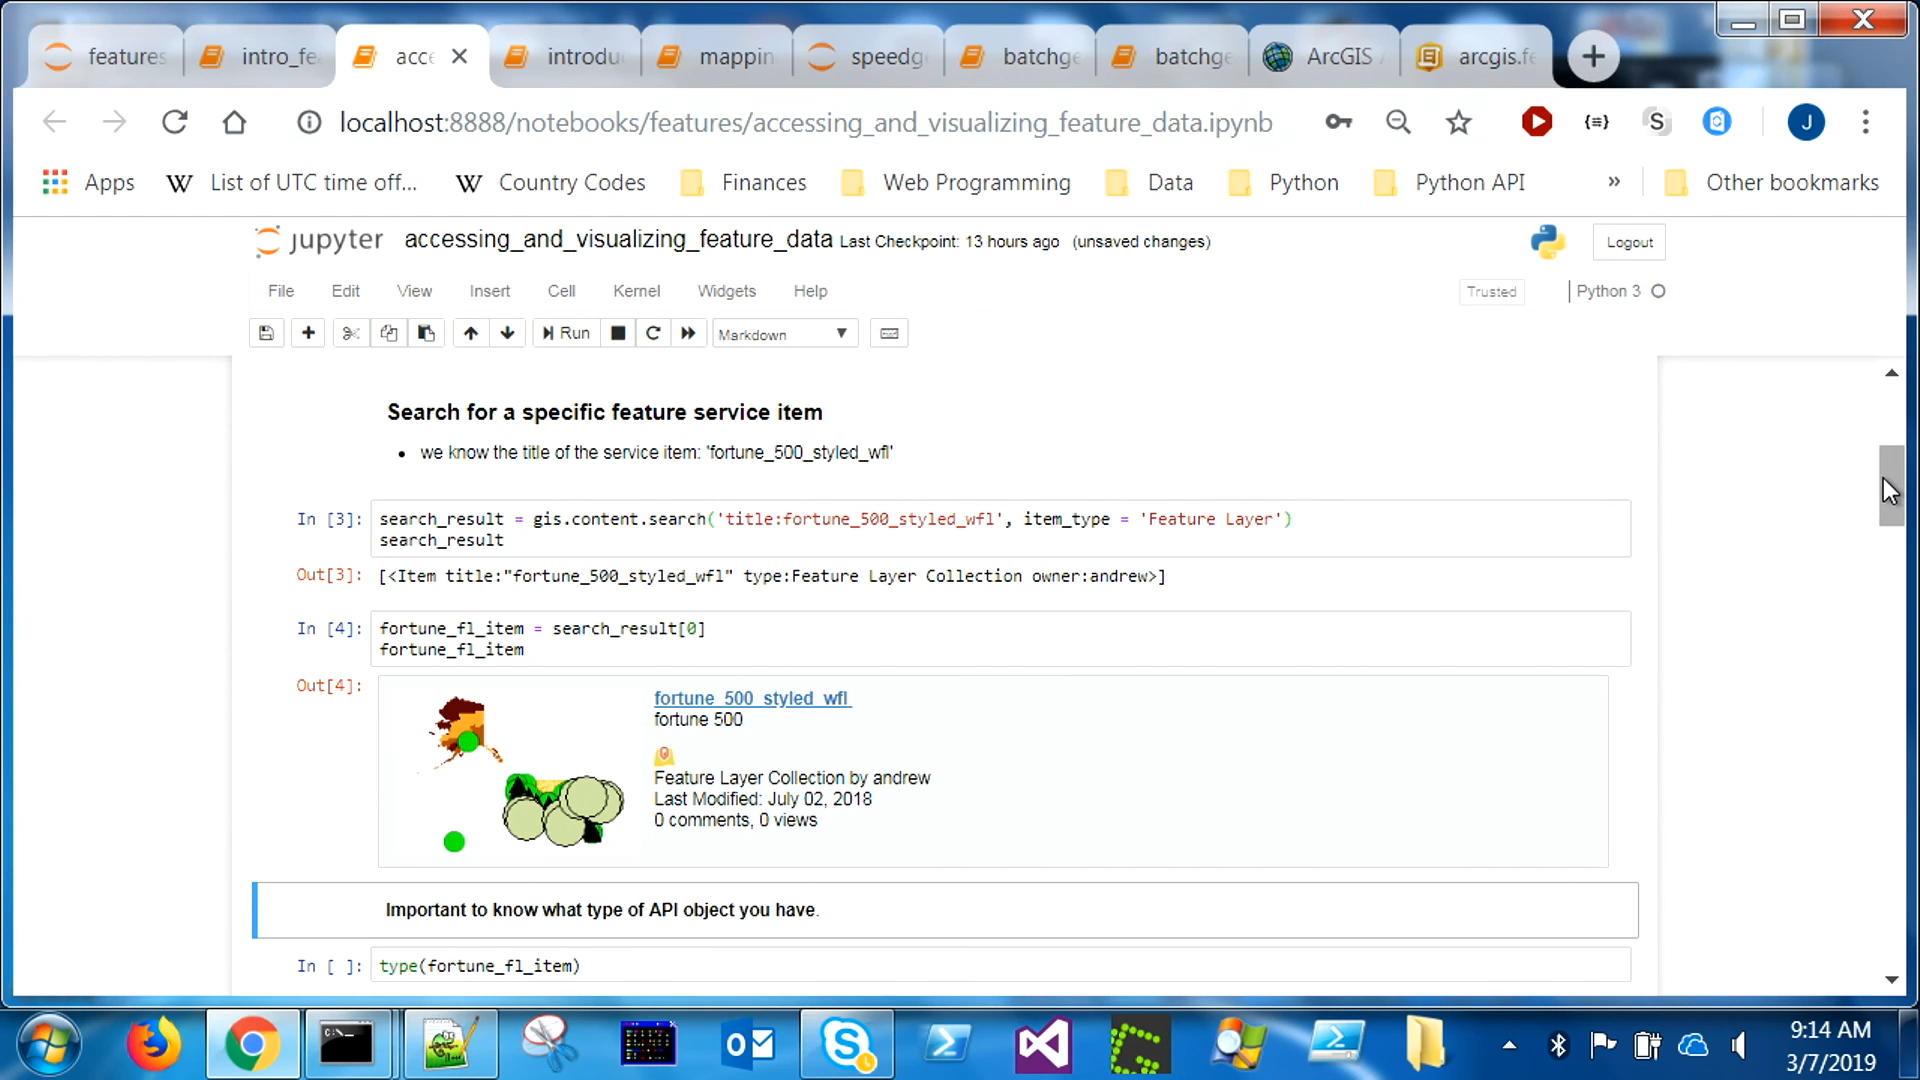 features
intro_fe
acce
introdu
mappin
speedg
batchge
batchge
ArcGIS
arcgis.fe
localhost:8888/notebooks/features/accessing_and_visualizing_feature_data.ipynb
J
Apps
List of UTC time off...
Country Codes
Finances
Web Programming
Data
Python
Python API
»
Other bookmarks
jupyter accessing_and_visualizing_feature_data Last Checkpoint: 13 hours ago (unsaved changes)
Logout
File Edit View Insert Cell Kernel Widgets Help
Trusted
Python 3
Run
Markdown
Search for a specific feature service item
• we know the title of the service item: 'fortune_500_styled_wfl'
In [3]: search_result = gis.content.search('title:fortune_500_styled_wfl', item_type = 'Feature Layer')
search_result
Out[3]: [<Item title:"fortune_500_styled_wfl" type:Feature Layer Collection owner:andrew>]
In [4]: fortune_fl_item = search_result[0]
fortune_fl_item
Out[4]:
fortune_500_styled_wfl
fortune 500
Feature Layer Collection by andrew
Last Modified: July 02, 2018
0 comments, 0 views
Important to know what type of API object you have.
In [ ]: type(fortune_fl_item)
9:14 AM
3/7/2019